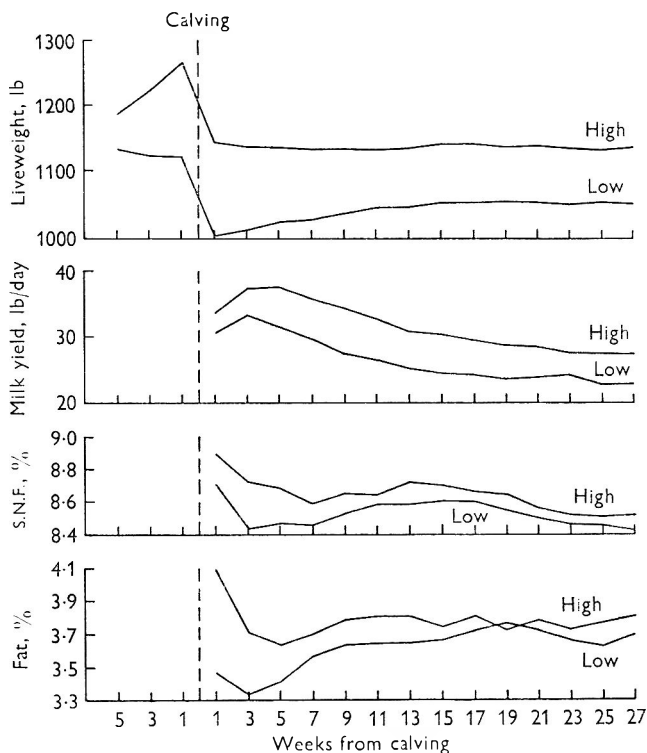 Calving
1300
1200
1100
1000
Liveweight, lb
High
Low
40
30
20
Milk yield, lb/day
High
Low
9·0
8·8
8·6
8·4
S.N.F., %
High
Low
4·1
3·9
3·7
3·5
3·3
Fat, %
High
Low
5 3 1 1 3 5 7 9 11 13 15 17 19 21 23 25 27
Weeks from calving